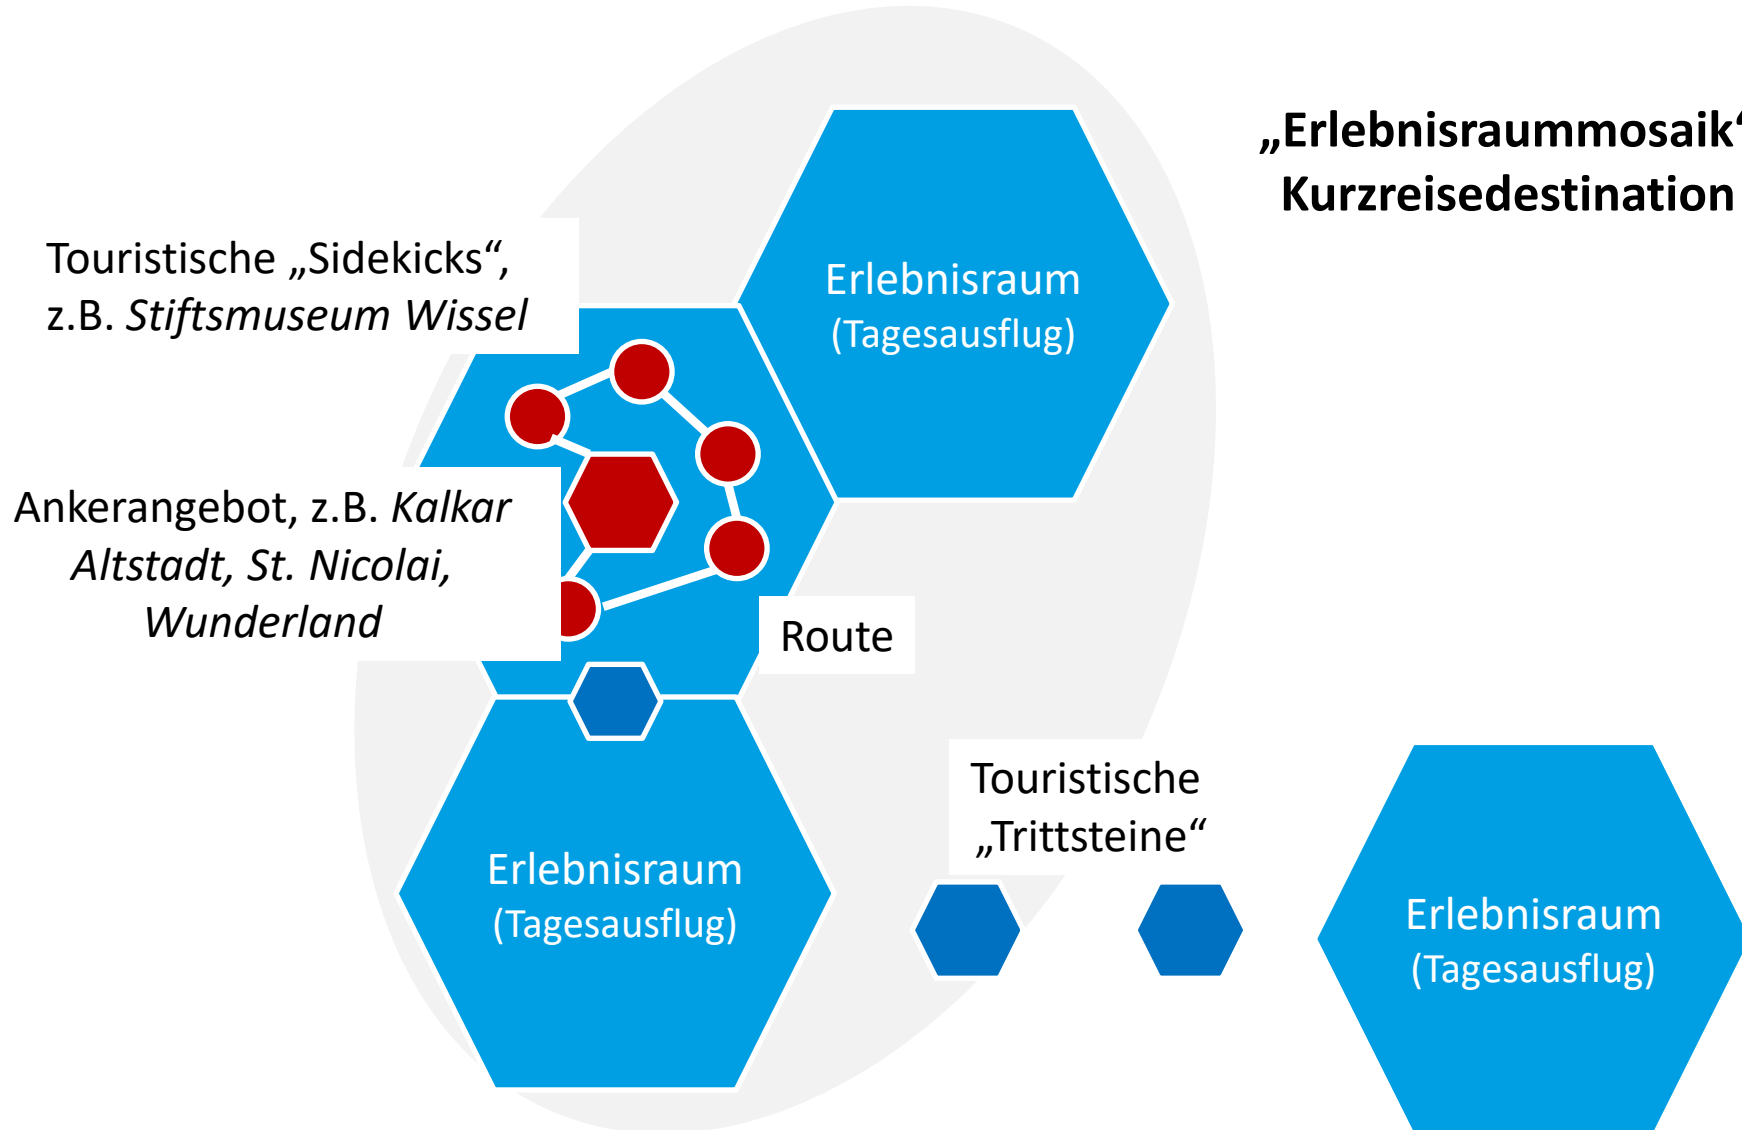 „Erlebnisraummosaik“
Kurzreisedestination
Touristische „Sidekicks“,
z.B. Stiftsmuseum Wissel
Erlebnisraum
(Tagesausflug)
Ankerangebot, z.B. Kalkar
Altstadt, St. Nicolai,
Wunderland
Route
Touristische
„Trittsteine“
Erlebnisraum
(Tagesausflug)
Erlebnisraum
(Tagesausflug)